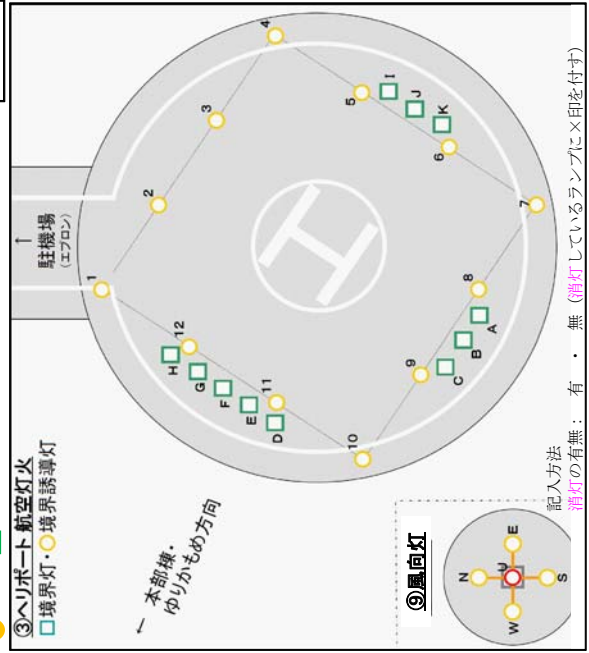 ③ヘリポート 航空灯火
□境界灯・○境界誘導灯
↑
駐機場
(エプロン)
1
2
3
4
5
6
7
8
9
10
11
12
A
B
C
D
E
F
G
H
I
J
K
H
← 本部棟・
ゆりかもめ方向
⑨風向灯
N
W
U
E
S
記入方法
消灯の有無: 有 ・ 無 (消灯しているランプに×印を付す)